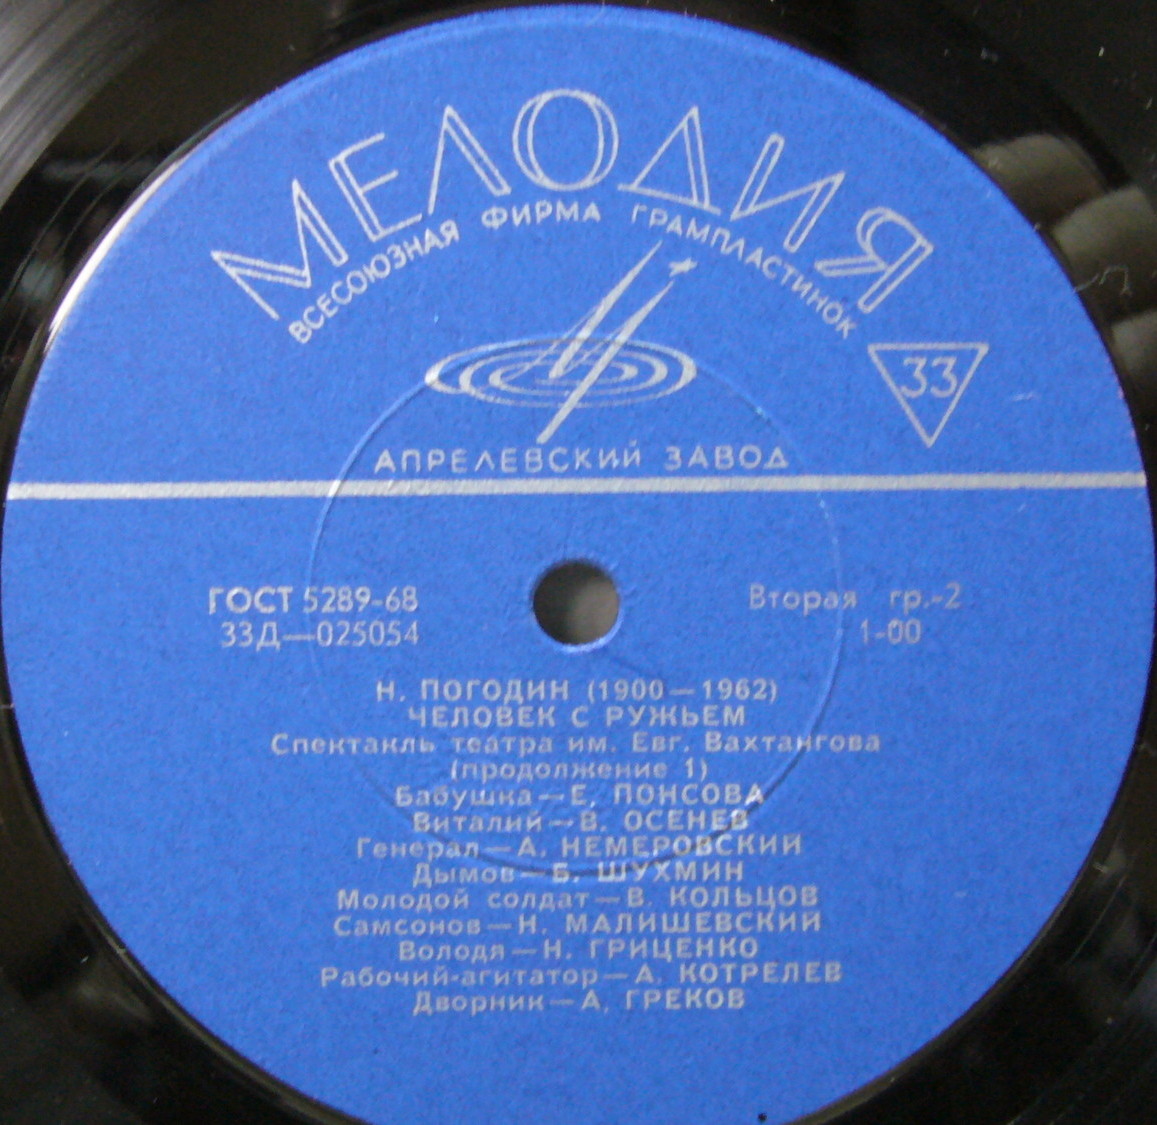 МЕЛОДИЯ
ВСЕСОЮЗНАЯ ФИРМА ГРАМПЛАСТИНОК
33
АПРЕЛЕВСКИЙ ЗАВОД
ГОСТ 5289-68
Вторая гр.-2
33Д—025054
1-00
Н. ПОГОДИН (1900—1962)
ЧЕЛОВЕК С РУЖЬЕМ
Спектакль театра им. Евг. Вахтангова
(продолжение 1)
Бабушка—Е. ПОНСОВА
Виталий—В. ОСЕНЕВ
Генерал—А. НЕМЕРОВСКИЙ
Дымов—Б. ШУХМИН
Молодой солдат—В. КОЛЬЦОВ
Самсонов—Н. МАЛИШЕВСКИЙ
Володя—Н. ГРИЦЕНКО
Рабочий-агитатор—А. КОТРЕЛЕВ
Дворник—А. ГРЕКОВ